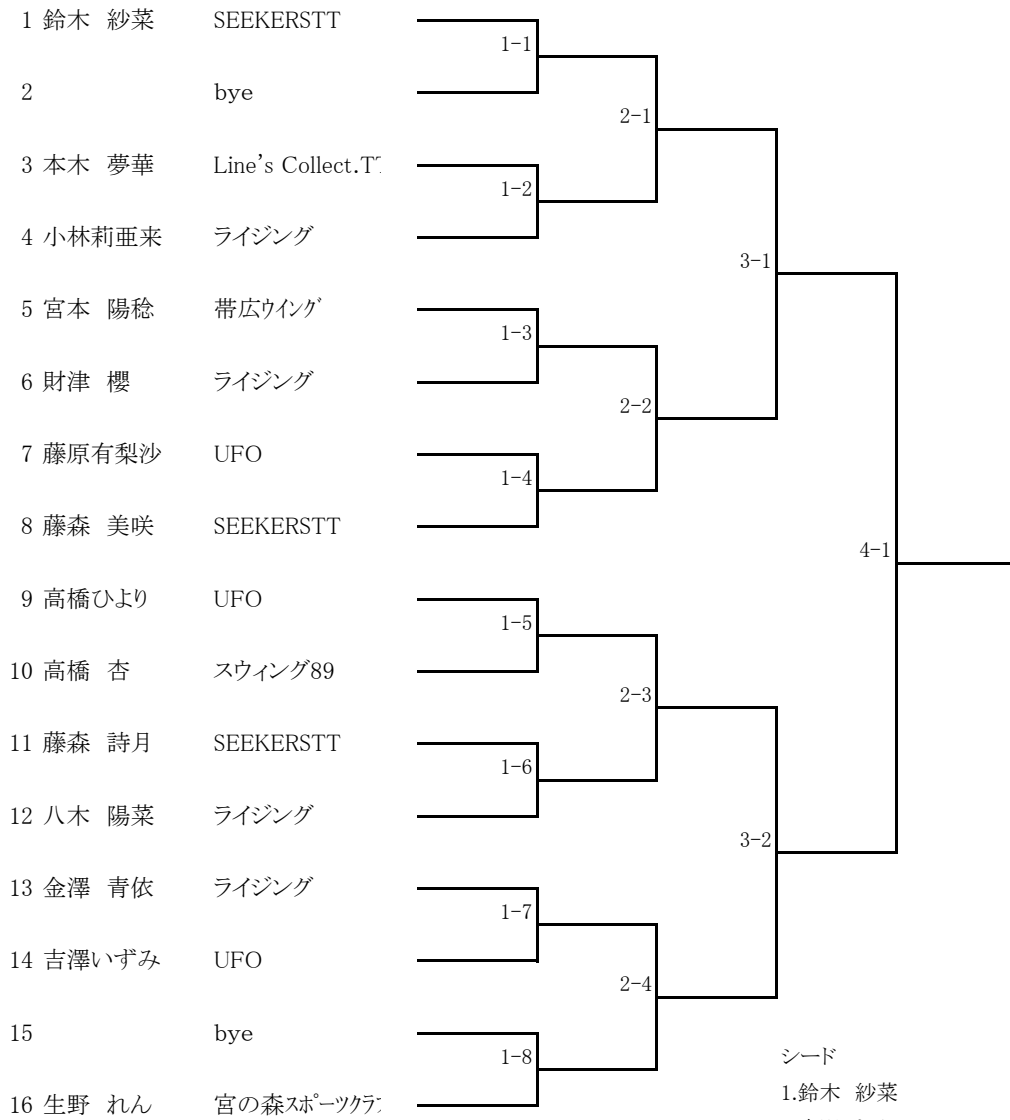 1 鈴木 紗菜 SEEKERSTT
1-1
2 bye
2-1
3 本木 夢華 Line's Collect.T
1-2
4 小林莉亜来 ライジング
3-1
5 宮本 陽稔 帯広ウイング
1-3
6 財津 櫻 ライジング
2-2
7 藤原有梨沙 UFO
1-4
8 藤森 美咲 SEEKERSTT
4-1
9 高橋ひより UFO
1-5
10 高橋 杏 スウィング89
2-3
11 藤森 詩月 SEEKERSTT
1-6
12 八木 陽菜 ライジング
3-2
13 金澤 青依 ライジング
1-7
14 吉澤いずみ UFO
2-4
15 bye
1-8
シード
1.鈴木 紗菜
16 生野 れん 宮の森スポーツクラ